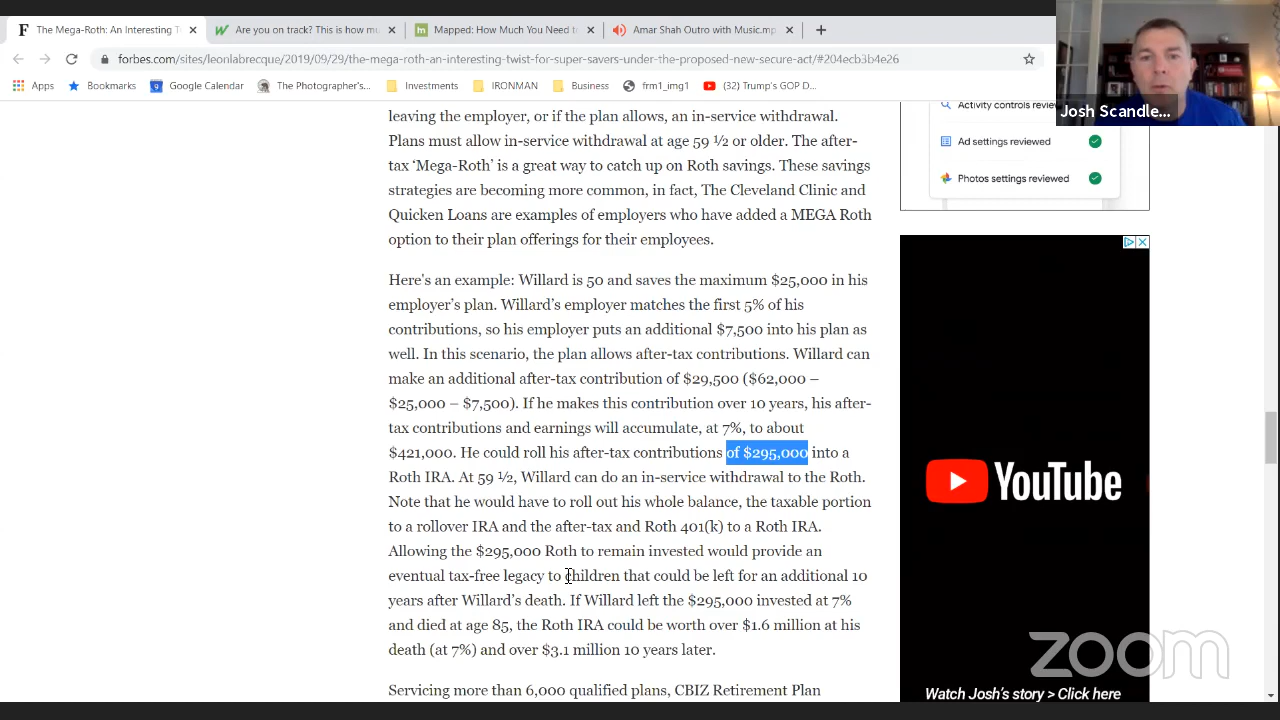 The Mega-Roth: An Interesting T
Are you on track? This is how mu
Mapped: How Much You Need t
Amar Shah Outro with Music.mp
forbes.com/sites/leonlabrecque/2019/09/29/the-mega-roth-an-interesting-twist-for-super-savers-under-the-proposed-new-secure-act/#204ecb3b4e26
Apps
Bookmarks
Google Calendar
The Photographer's...
Investments
IRONMAN
Business
frm1_img1
(32) Trump's GOP D...
Josh Scandle...
leaving the employer, or if the plan allows, an in-service withdrawal.
Plans must allow in-service withdrawal at age 59 ½ or older. The after-
tax ‘Mega-Roth’ is a great way to catch up on Roth savings. These savings
strategies are becoming more common, in fact, The Cleveland Clinic and
Quicken Loans are examples of employers who have added a MEGA Roth
option to their plan offerings for their employees.
Here's an example: Willard is 50 and saves the maximum $25,000 in his
employer’s plan. Willard’s employer matches the first 5% of his
contributions, so his employer puts an additional $7,500 into his plan as
well. In this scenario, the plan allows after-tax contributions. Willard can
make an additional after-tax contribution of $29,500 ($62,000 –
$25,000 – $7,500). If he makes this contribution over 10 years, his after-
tax contributions and earnings will accumulate, at 7%, to about
$421,000. He could roll his after-tax contributions of $295,000 into a
Roth IRA. At 59 ½, Willard can do an in-service withdrawal to the Roth.
Note that he would have to roll out his whole balance, the taxable portion
to a rollover IRA and the after-tax and Roth 401(k) to a Roth IRA.
Allowing the $295,000 Roth to remain invested would provide an
eventual tax-free legacy to children that could be left for an additional 10
years after Willard’s death. If Willard left the $295,000 invested at 7%
and died at age 85, the Roth IRA could be worth over $1.6 million at his
death (at 7%) and over $3.1 million 10 years later.
Servicing more than 6,000 qualified plans, CBIZ Retirement Plan
Activity controls revie
Ad settings reviewed
Photos settings reviewed
YouTube
Watch Josh's story > Click here
zoom